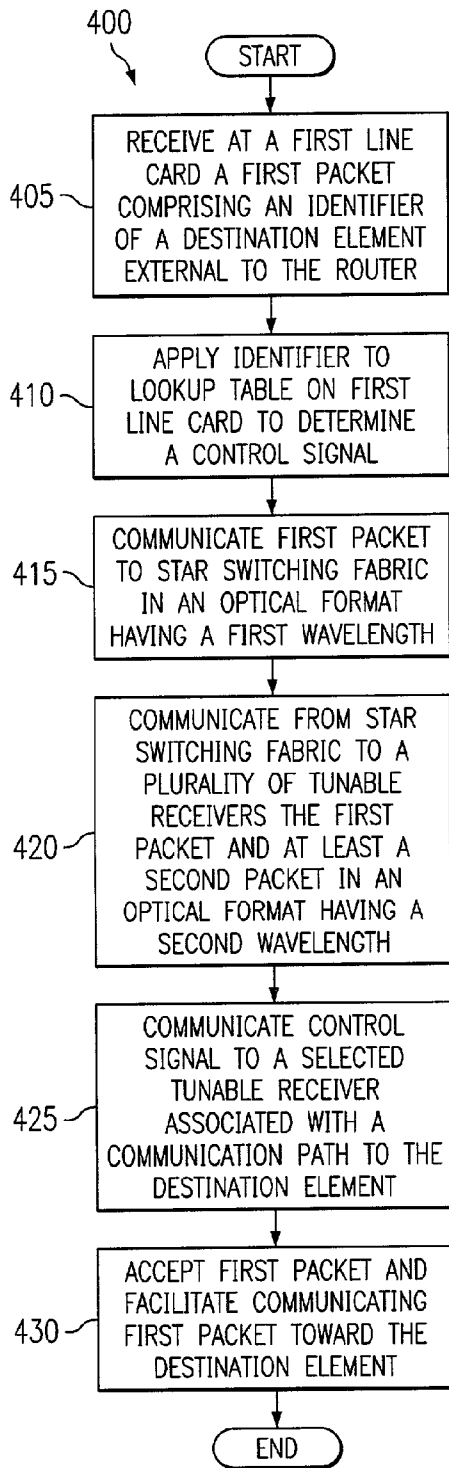 400
START
405
RECEIVE AT A FIRST LINE
CARD A FIRST PACKET
COMPRISING AN IDENTIFIER
OF A DESTINATION ELEMENT
EXTERNAL TO THE ROUTER
410
APPLY IDENTIFIER TO
LOOKUP TABLE ON FIRST
LINE CARD TO DETERMINE
A CONTROL SIGNAL
415
COMMUNICATE FIRST PACKET
TO STAR SWITCHING FABRIC
IN AN OPTICAL FORMAT
HAVING A FIRST WAVELENGTH
420
COMMUNICATE FROM STAR
SWITCHING FABRIC TO A
PLURALITY OF TUNABLE
RECEIVERS THE FIRST
PACKET AND AT LEAST A
SECOND PACKET IN AN
OPTICAL FORMAT HAVING A
SECOND WAVELENGTH
425
COMMUNICATE CONTROL
SIGNAL TO A SELECTED
TUNABLE RECEIVER
ASSOCIATED WITH A
COMMUNICATION PATH TO THE
DESTINATION ELEMENT
430
ACCEPT FIRST PACKET AND
FACILITATE COMMUNICATING
FIRST PACKET TOWARD THE
DESTINATION ELEMENT
END